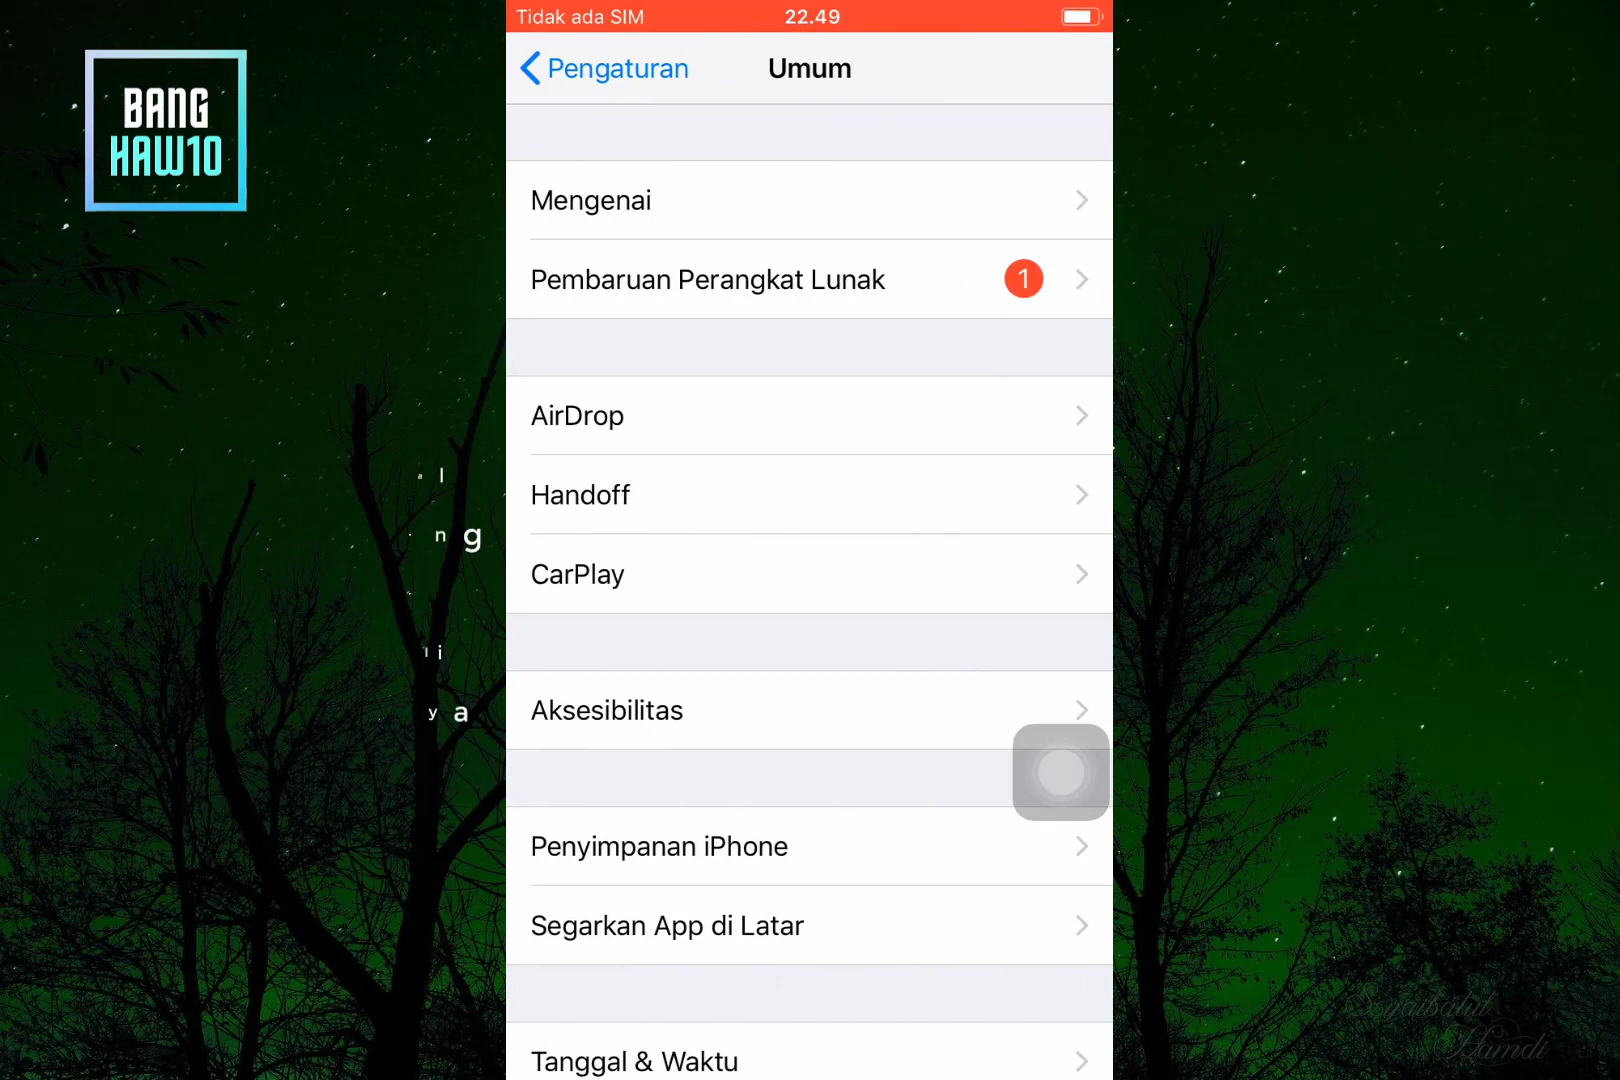 Tidak ada SIM 22.49
BANG
HAW10
Pengaturan Umum
Mengenai
Pembaruan Perangkat Lunak 1
AirDrop
Handoff
CarPlay
Aksesibilitas
Penyimpanan iPhone
Segarkan App di Latar
Tanggal & Waktu
l
n g
i
y a
Hamdi